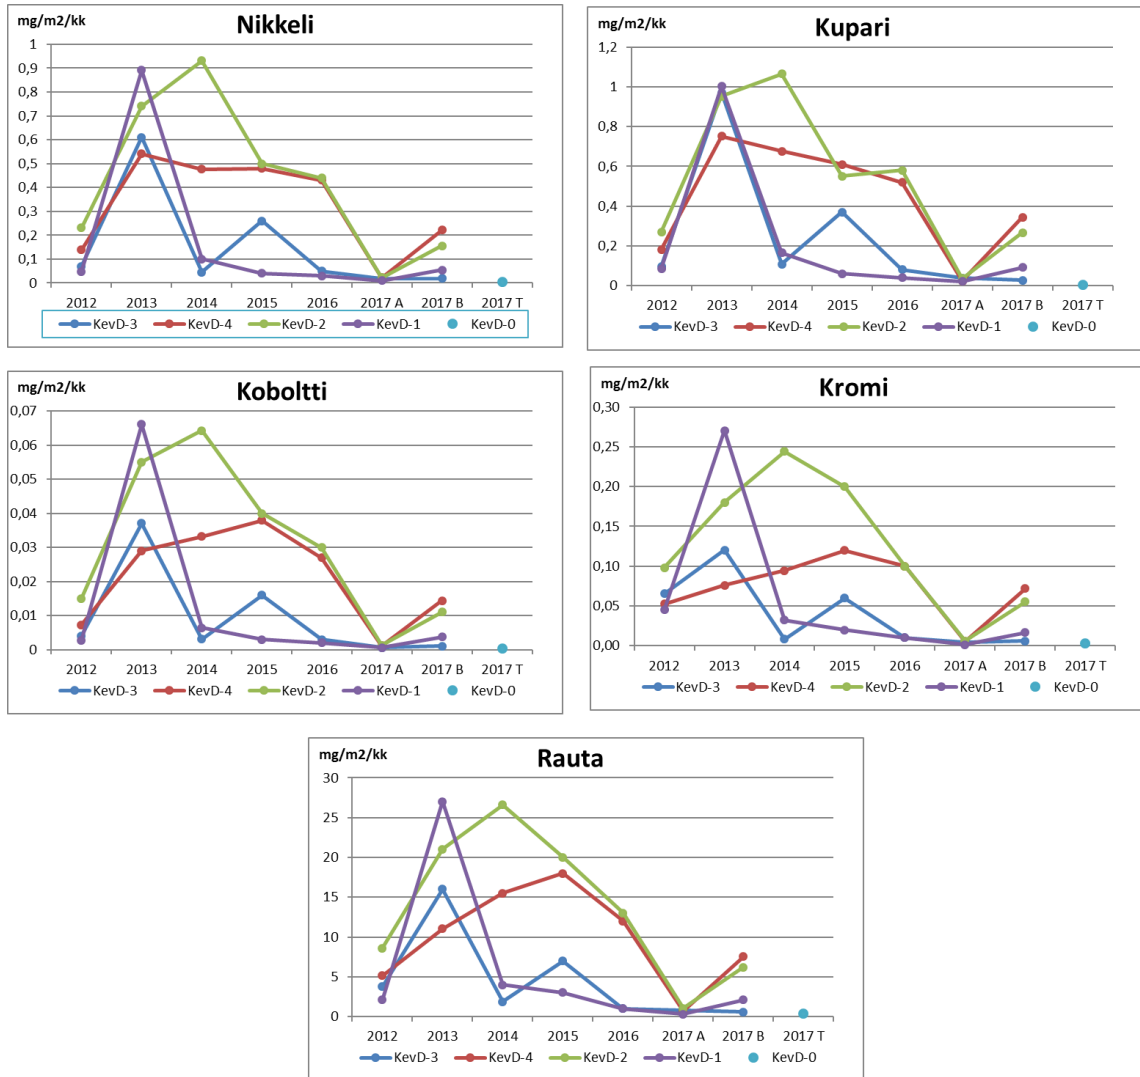 mg/m2/kk
Nikkeli
1
0,9
0,8
0,7
0,6
0,5
0,4
0,3
0,2
0,1
0
2012 2013 2014 2015 2016 2017 A 2017 B 2017 T
KevD-3 KevD-4 KevD-2 KevD-1 KevD-0
mg/m2/kk
Kupari
1,2
1
0,8
0,6
0,4
0,2
0
2012 2013 2014 2015 2016 2017 A 2017 B 2017 T
KevD-3 KevD-4 KevD-2 KevD-1 KevD-0
mg/m2/kk
Koboltti
0,07
0,06
0,05
0,04
0,03
0,02
0,01
0
2012 2013 2014 2015 2016 2017 A 2017 B 2017 T
KevD-3 KevD-4 KevD-2 KevD-1 KevD-0
mg/m2/kk
Kromi
0,30
0,25
0,20
0,15
0,10
0,05
0,00
2012 2013 2014 2015 2016 2017 A 2017 B 2017 T
KevD-3 KevD-4 KevD-2 KevD-1 KevD-0
mg/m2/kk
Rauta
30
25
20
15
10
5
0
2012 2013 2014 2015 2016 2017 A 2017 B 2017 T
KevD-3 KevD-4 KevD-2 KevD-1 KevD-0